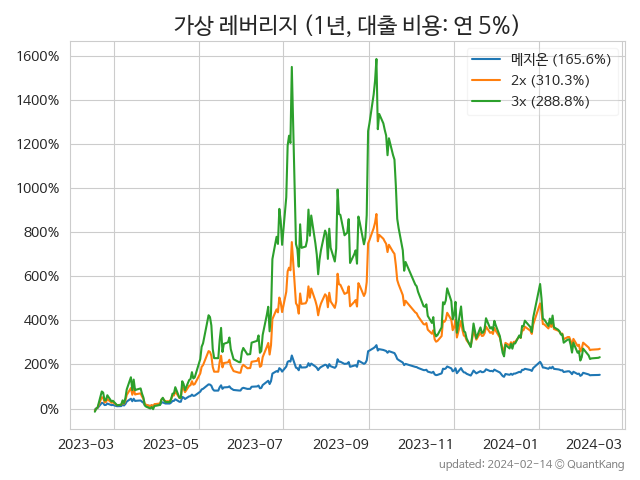 가상 레버리지 (1년, 대출 비용: 연 5%)
1600%
1400%
1200%
1000%
800%
600%
400%
200%
0%
메지온 (165.6%)
2x (310.3%)
3x (288.8%)
2023-03 2023-05 2023-07 2023-09 2023-11 2024-01 2024-03
updated: 2024-02-14 © QuantKang